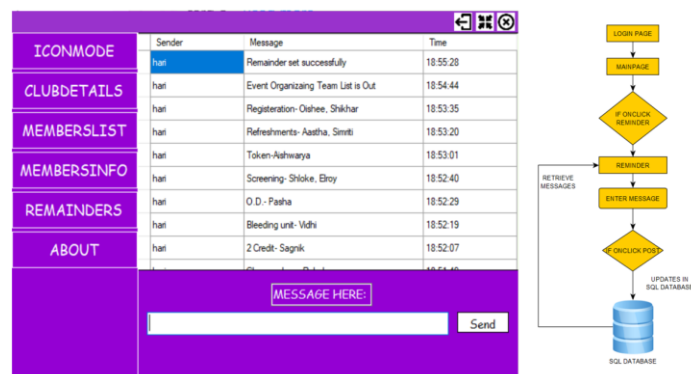 ICONMODE
CLUBDETAILS
MEMBERSLIST
MEMBERSINFO
REMAINDERS
ABOUT
Sender Message Time
hari Remainder set successfully 18:55:28
hari Event Organizaing Team List is Out 18:54:44
hari Registeration- Oishee, Shikhar 18:53:35
hari Refreshments- Aastha, Simriti 18:53:20
hari Token-Aishwarya 18:53:01
hari Screening- Shloke, Elroy 18:52:40
hari O.D.- Pasha 18:52:29
hari Bleeding unit- Vidhi 18:52:19
hari 2 Credit- Sagnik 18:52:07
MESSAGE HERE:
Send
LOGIN PAGE
MAINPAGE
IF ONCLICK
REMINDER
REMINDER
RETRIEVE
MESSAGES
ENTER MESSAGE
IF ONCLICK POST
UPDATES IN
SQL DATABASE
SQL DATABASE